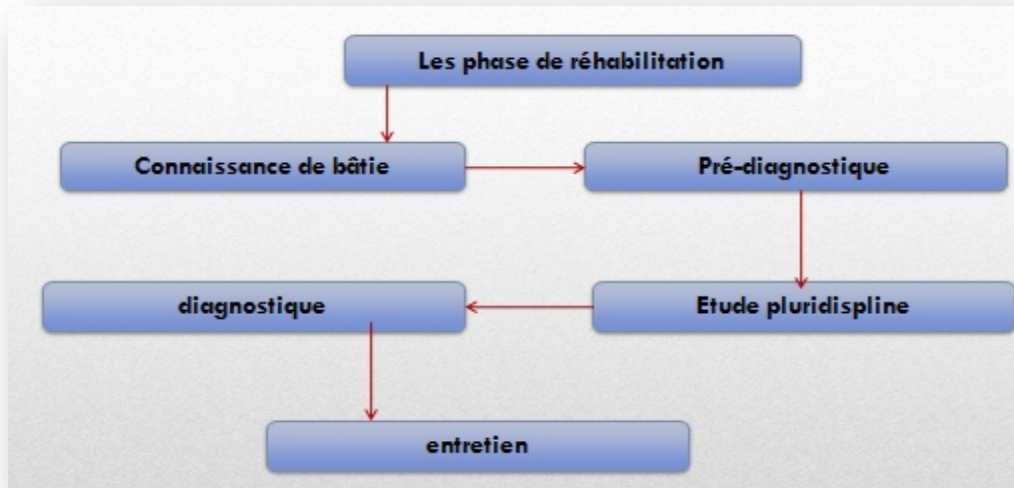 Les phase de réhabilitation
Connaissance de bâtie
Pré-diagnostique
diagnostique
Etude pluridispline
entretien